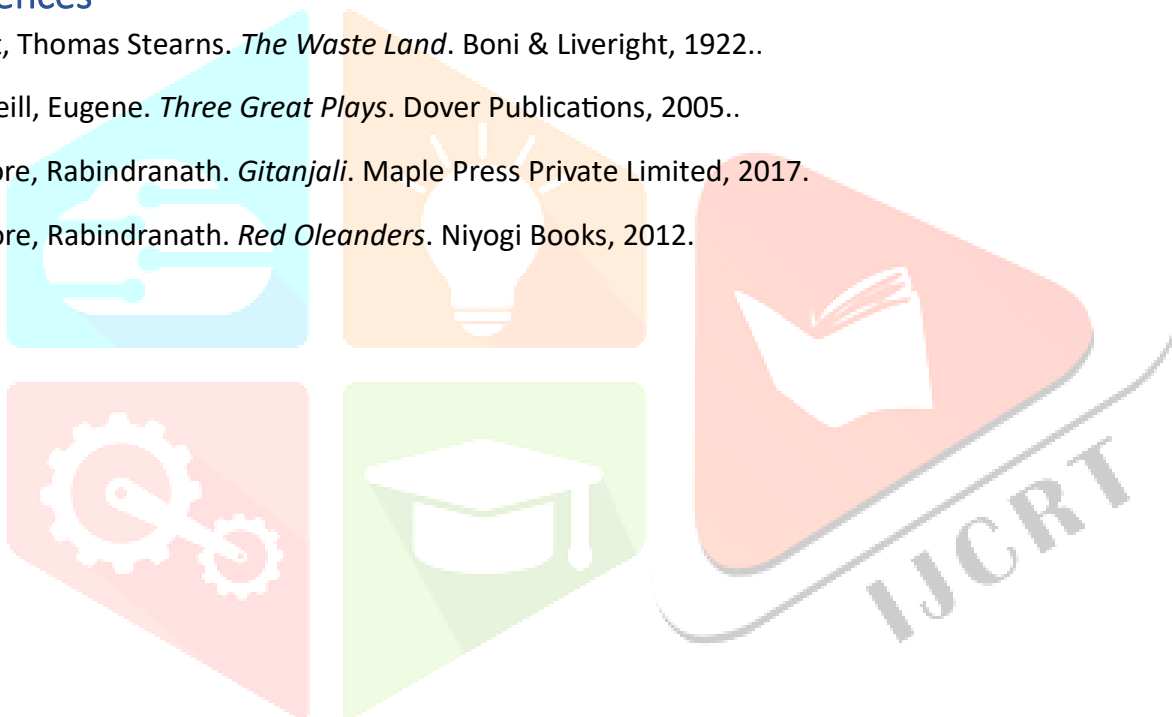 ences
, Thomas Stearns. The Waste Land. Boni & Liveright, 1922..
eill, Eugene. Three Great Plays. Dover Publications, 2005..
ore, Rabindranath. Gitanjali. Maple Press Private Limited, 2017.
ore, Rabindranath. Red Oleanders. Niyogi Books, 2012.
IJCRT